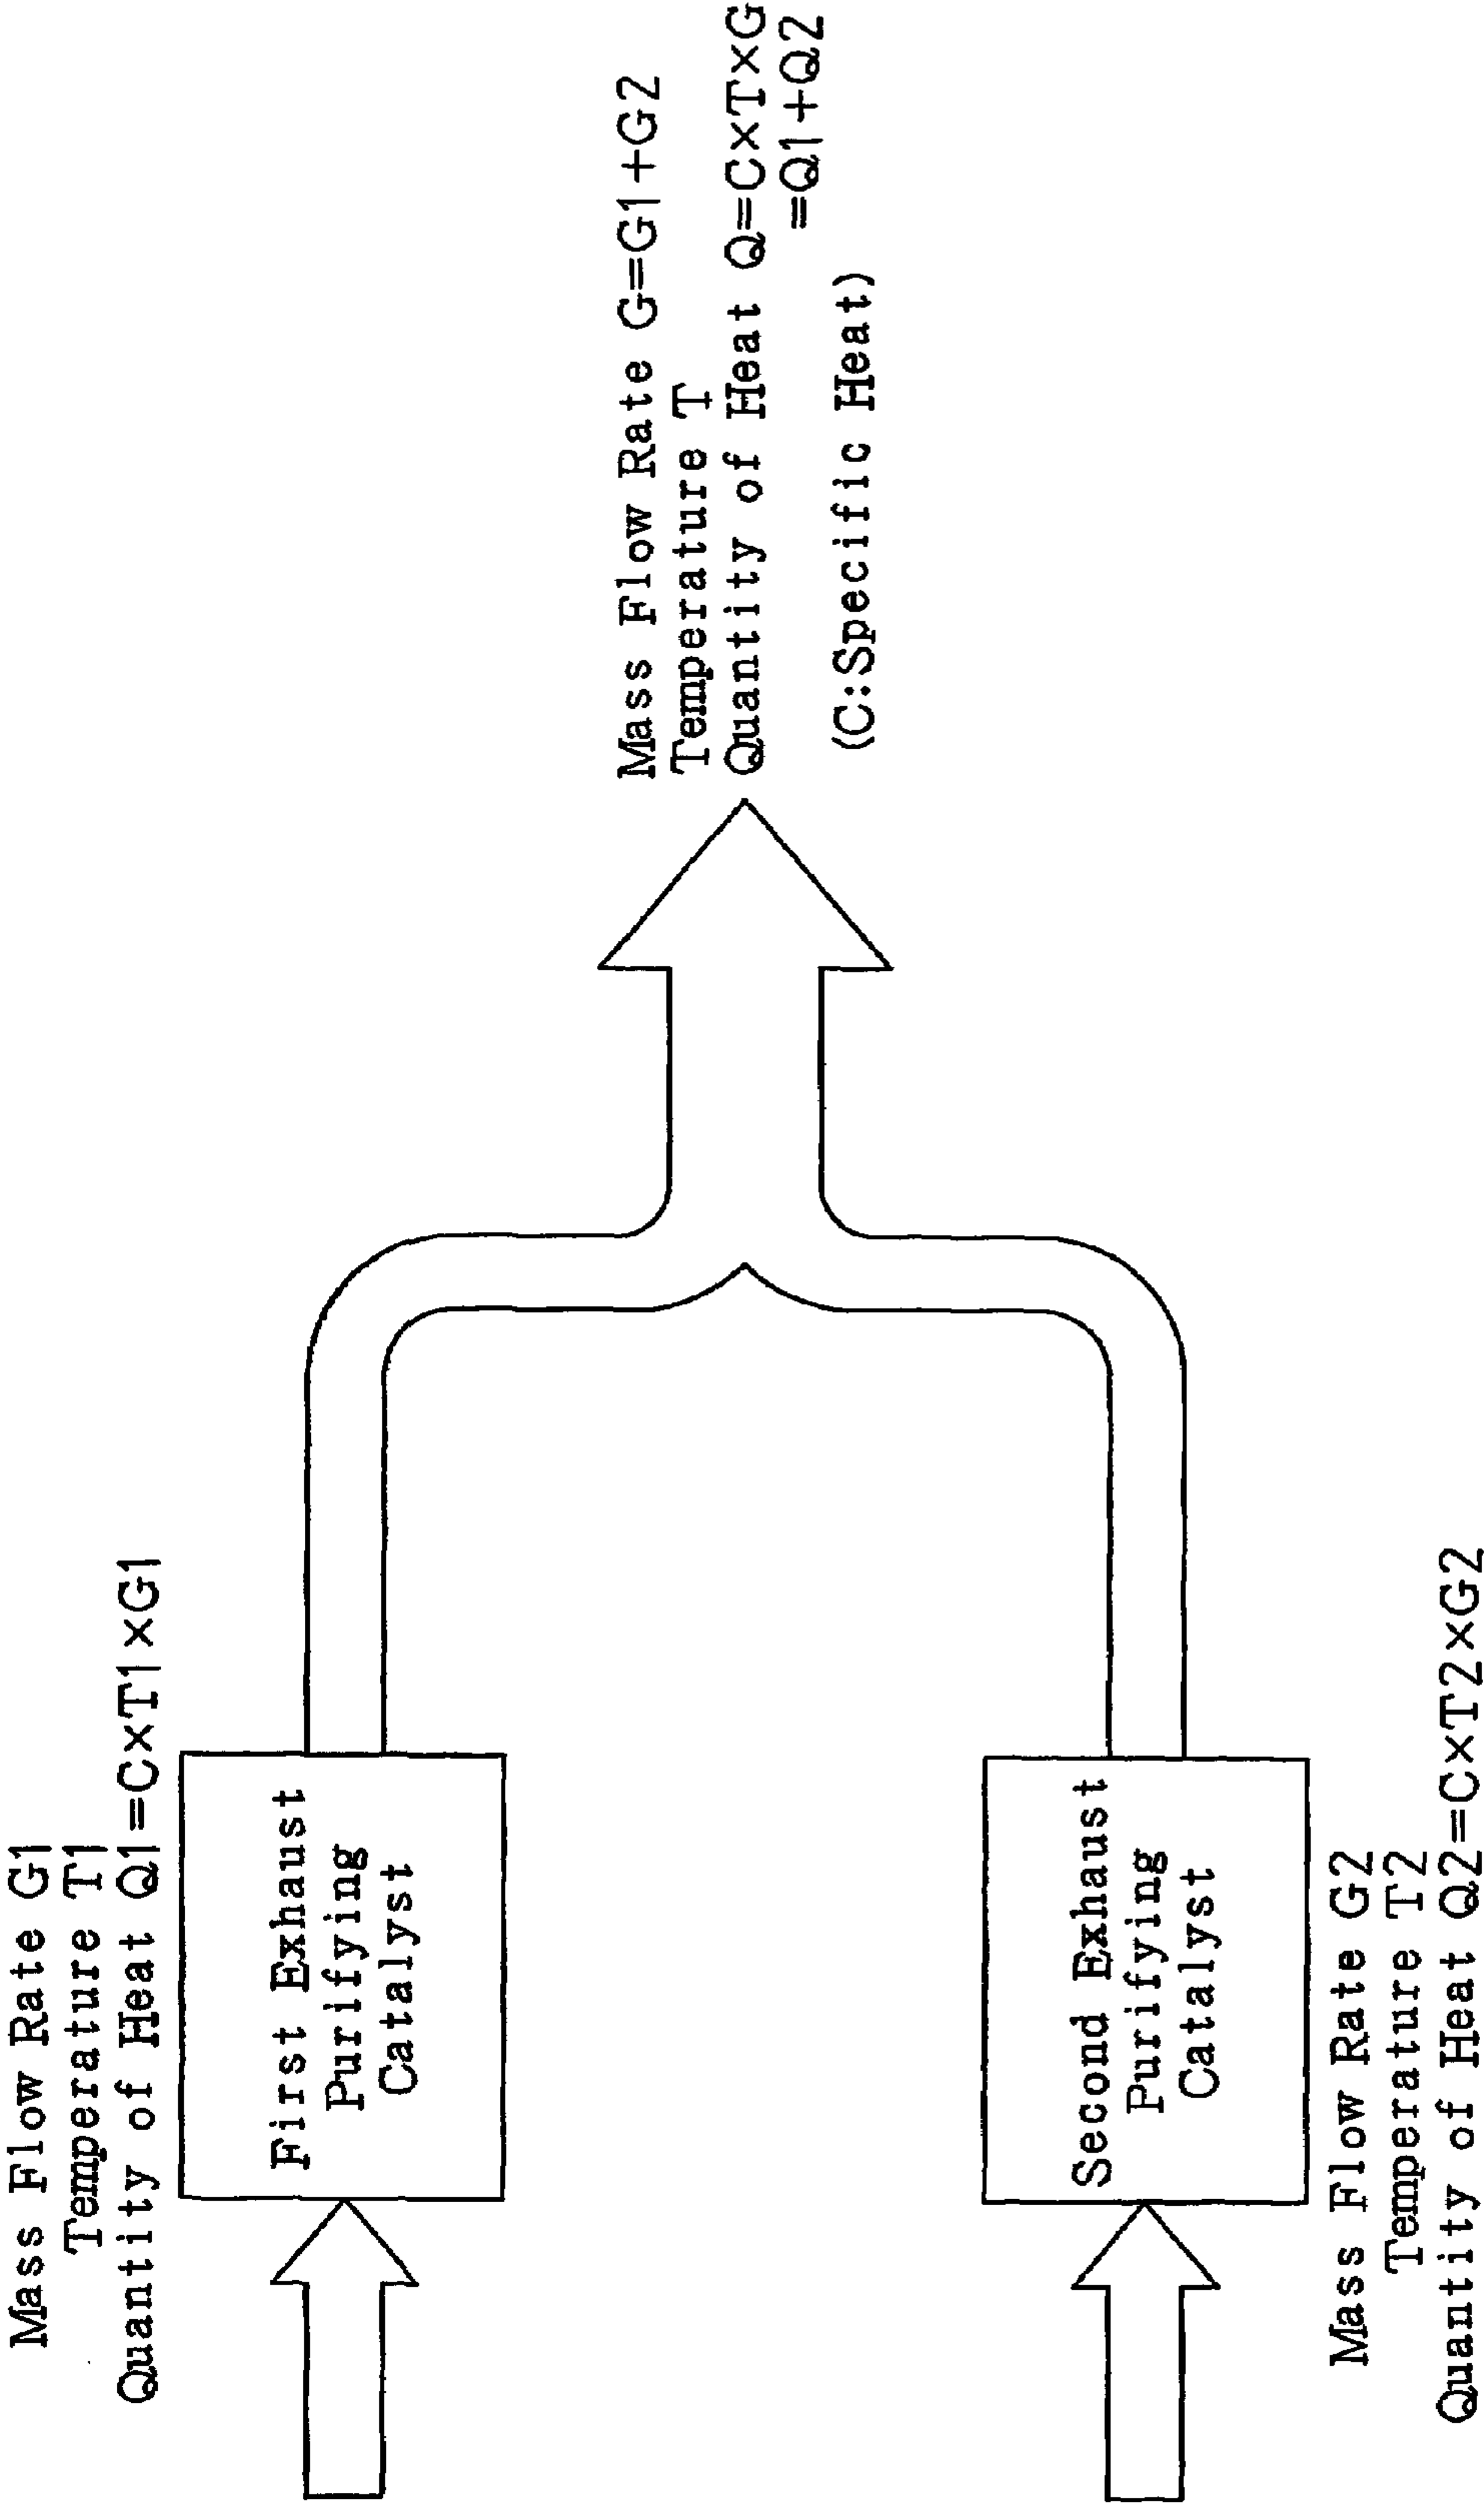 Mass Flow Rate G1
Temperature T1
Quantity of Heat Q1=C×T1×G1
First Exhaust
Purifying
Catalyst
Mass Flow Rate G=G1+G2
Temperature T
Quantity of Heat Q=C×T×G
=Q1+Q2
(C:Specific Heat)
Second Exhaust
Purifying
Catalyst
Mass Flow Rate G2
Temperature T2
Quantity of Heat Q2=C×T2×G2